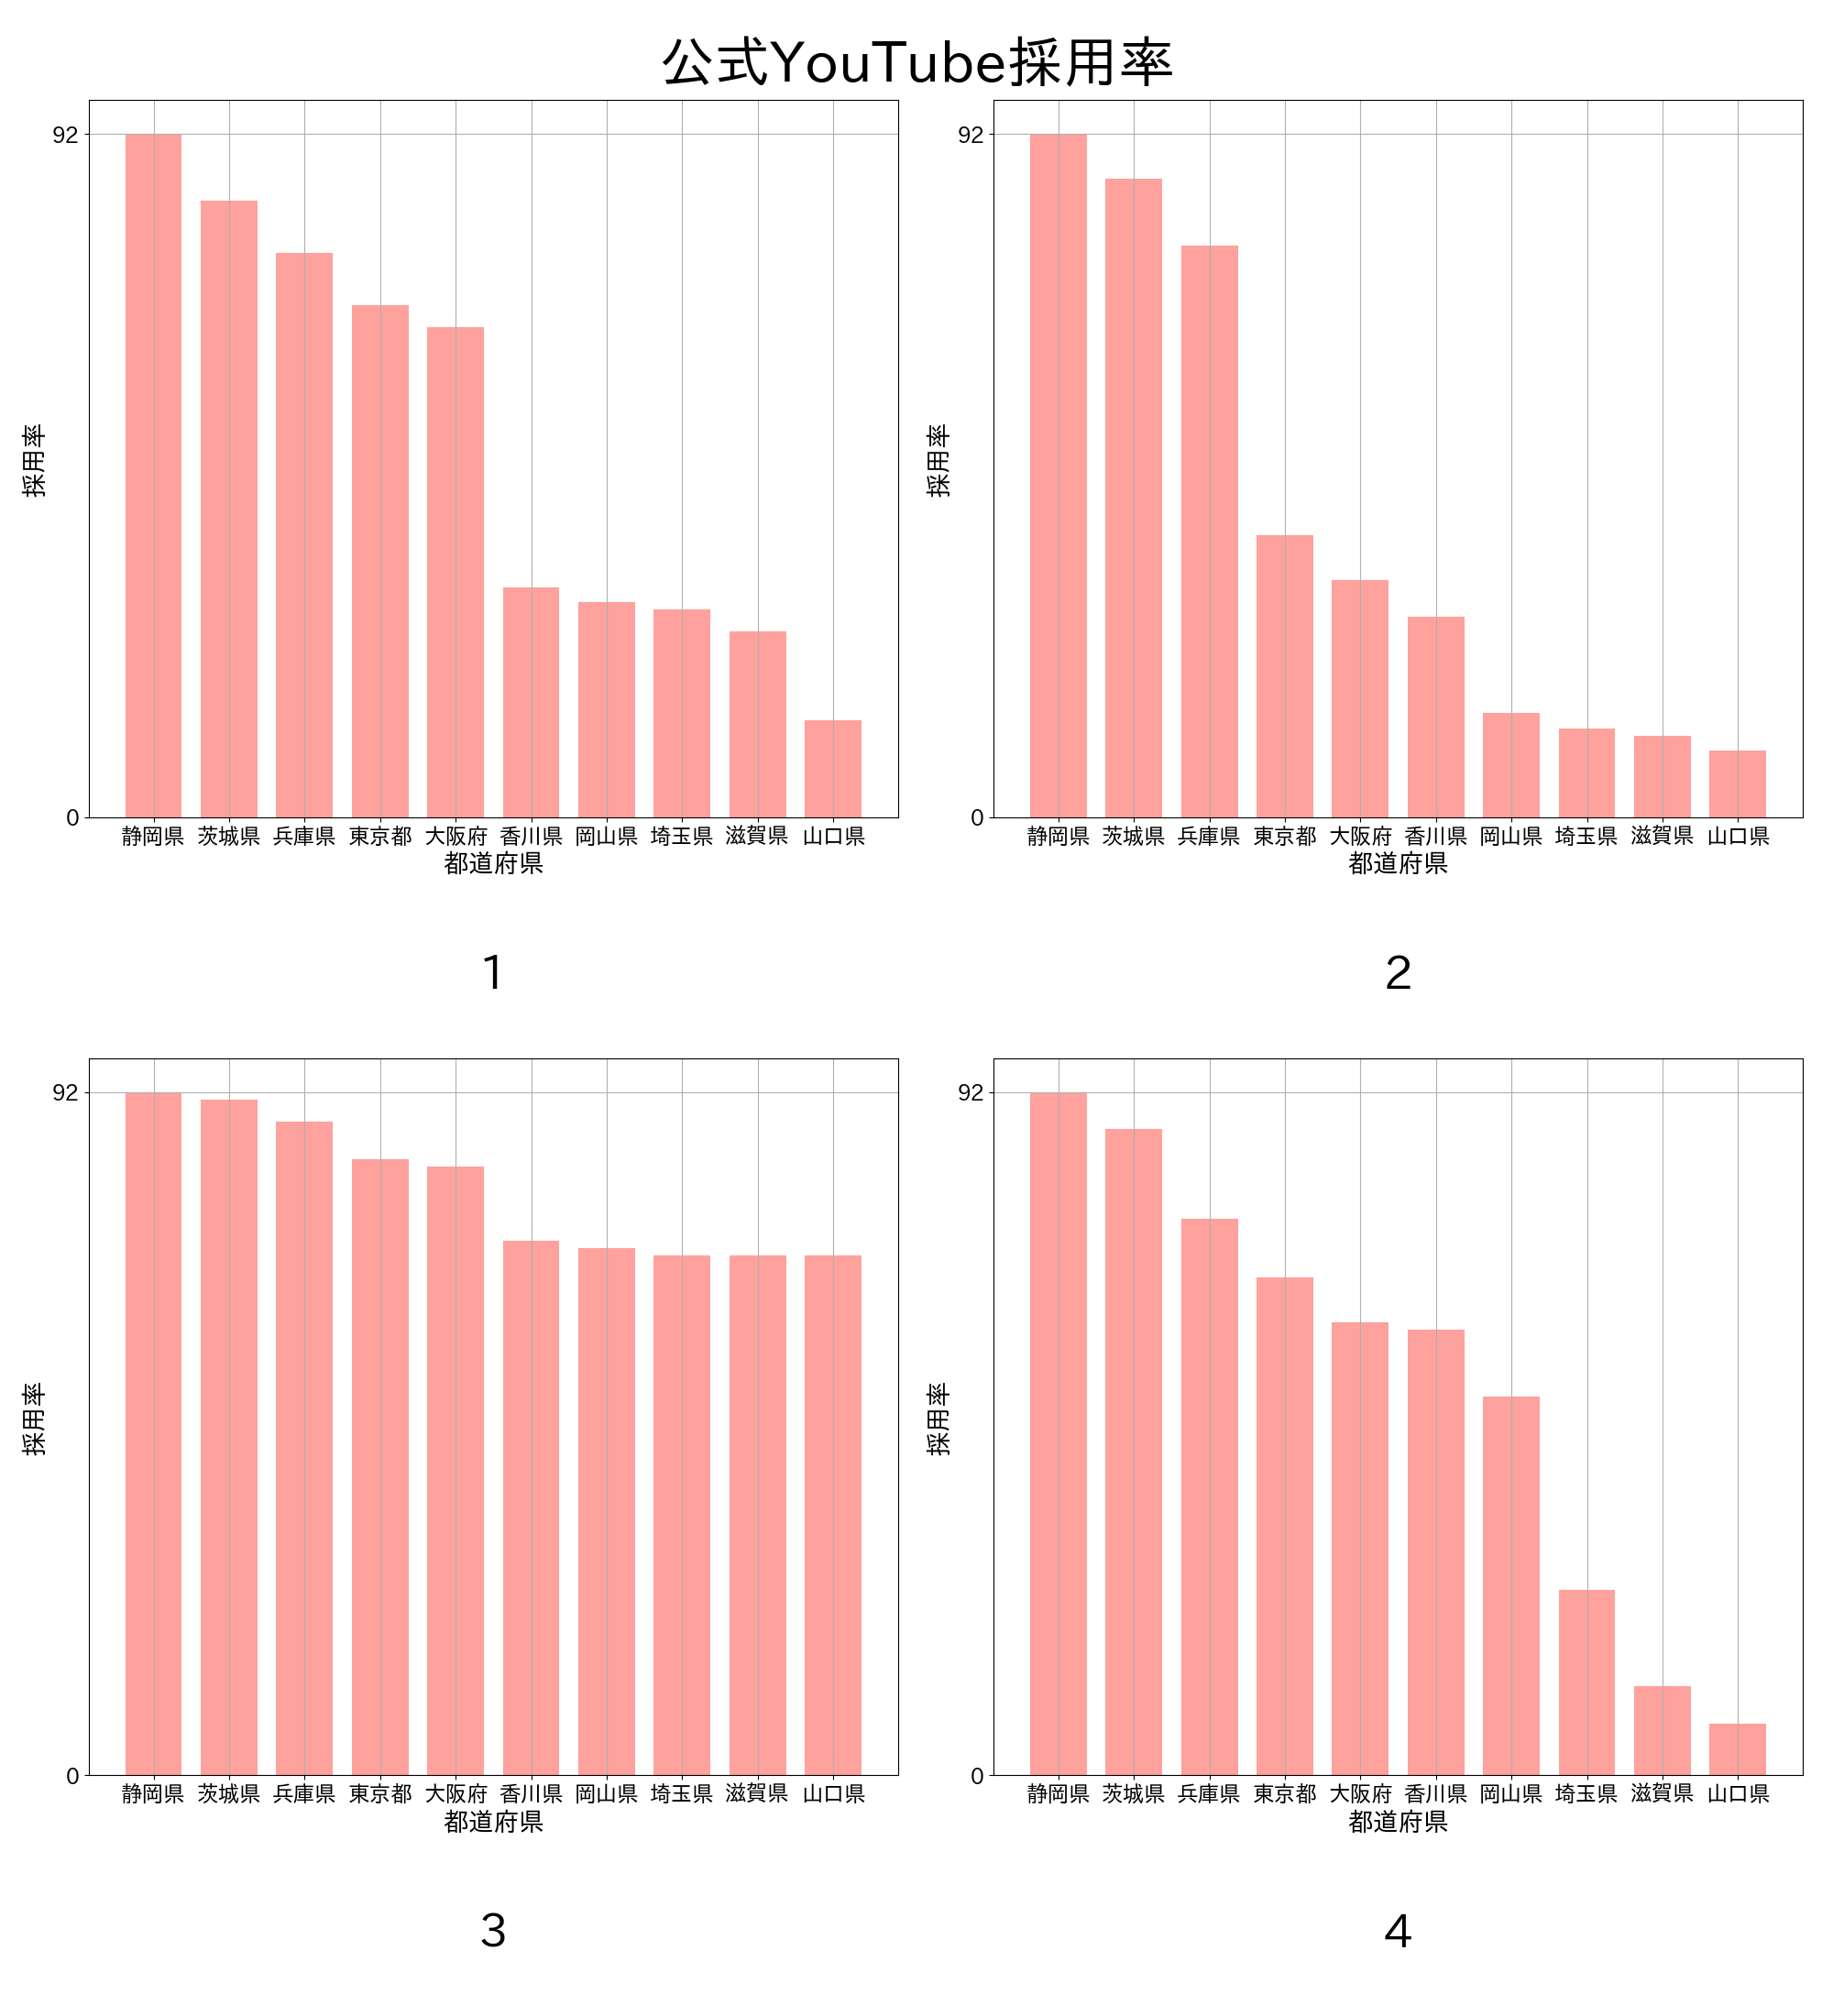 公式YouTube採用率
92
0
採用率
静岡県 茨城県 兵庫県 東京都 大阪府 香川県 岡山県 埼玉県 滋賀県 山口県
都道府県
1
92
0
採用率
静岡県 茨城県 兵庫県 東京都 大阪府 香川県 岡山県 埼玉県 滋賀県 山口県
都道府県
2
92
0
採用率
静岡県 茨城県 兵庫県 東京都 大阪府 香川県 岡山県 埼玉県 滋賀県 山口県
都道府県
3
92
0
採用率
静岡県 茨城県 兵庫県 東京都 大阪府 香川県 岡山県 埼玉県 滋賀県 山口県
都道府県
4